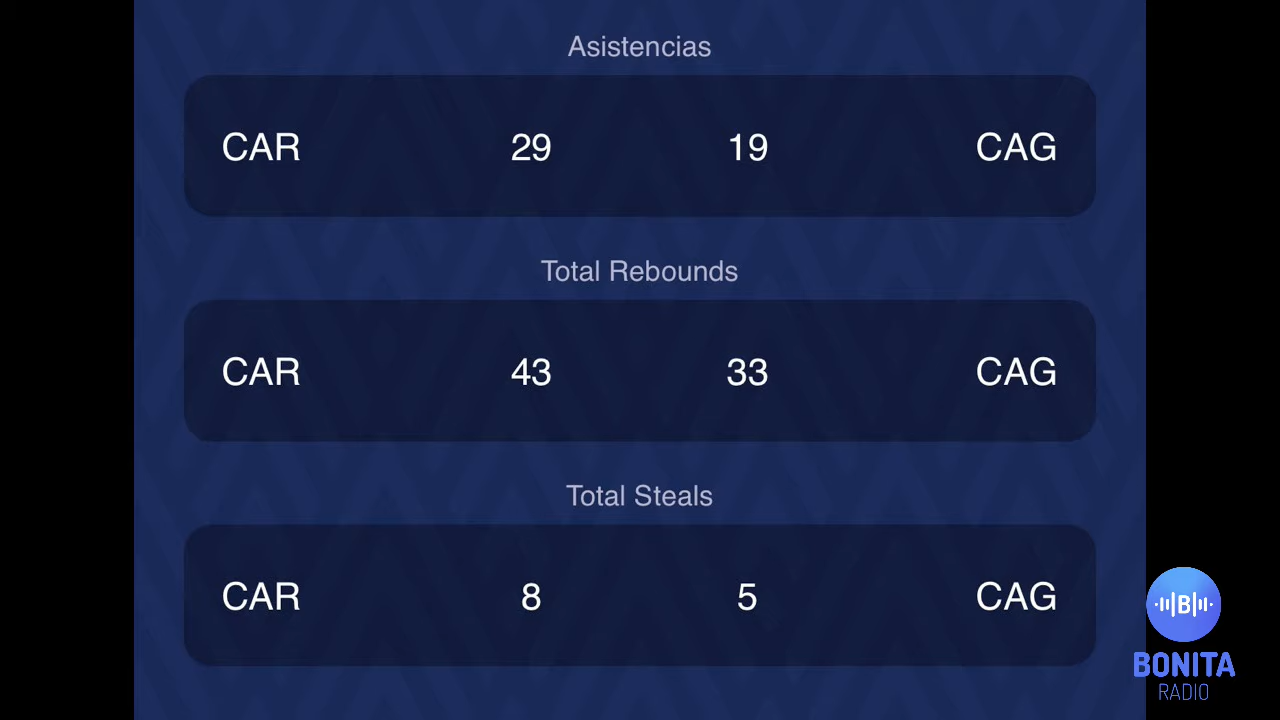 Asistencias
CAR 29 19 CAG
Total Rebounds
CAR 43 33 CAG
Total Steals
CAR 8 5 CAG
B
BONITA
RADIO